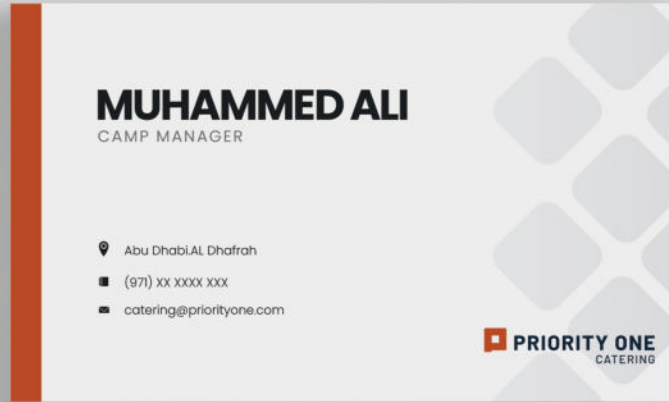 MUHAMMED ALI
CAMP MANAGER
Abu Dhabi.AL Dhafrah
(971) XX XXXX XXX
catering@priorityone.com
PRIORITY ONE
CATERING